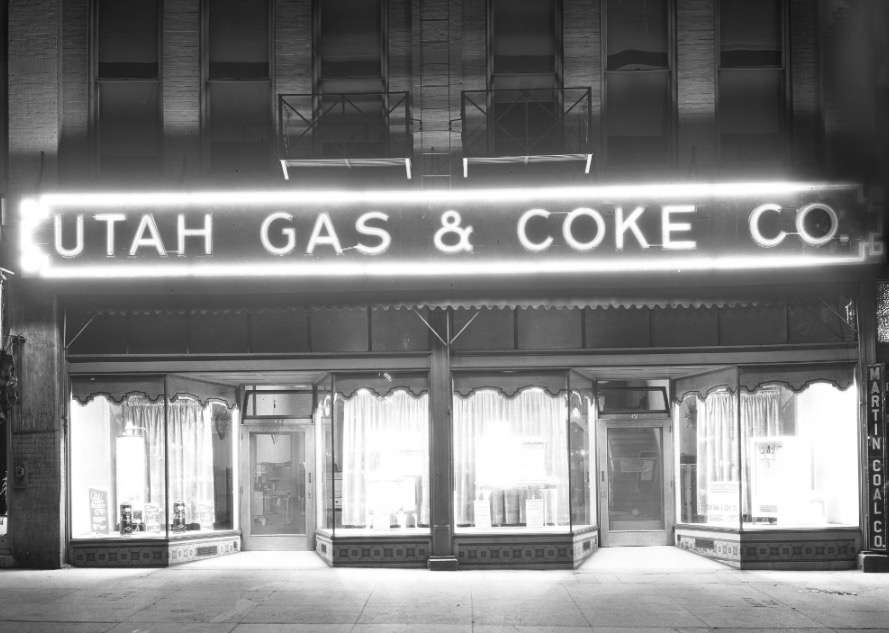 UTAH GAS & COKE CO.
MARTIN COAL CO.